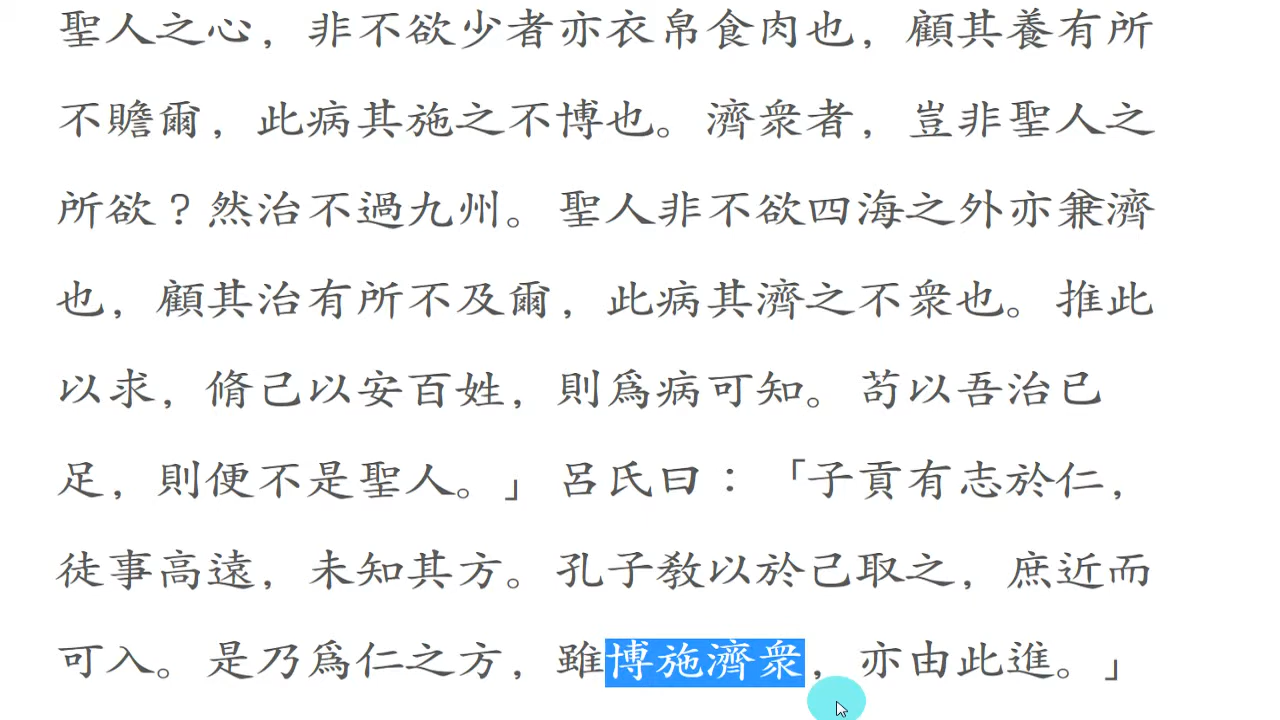 聖人之心，非不欲少者亦衣帛食肉也，顧其養有所
不贍爾，此病其施之不博也。濟衆者，豈非聖人之
所欲？然治不過九州。聖人非不欲四海之外亦兼濟
也，顧其治有所不及爾，此病其濟之不衆也。推此
以求，脩己以安百姓，則爲病可知。苟以吾治已
足，則便不是聖人。」呂氏曰：「子貢有志於仁，
徒事高遠，未知其方。孔子教以於己取之，庶近而
可入。是乃爲仁之方，雖博施濟衆，亦由此進。」